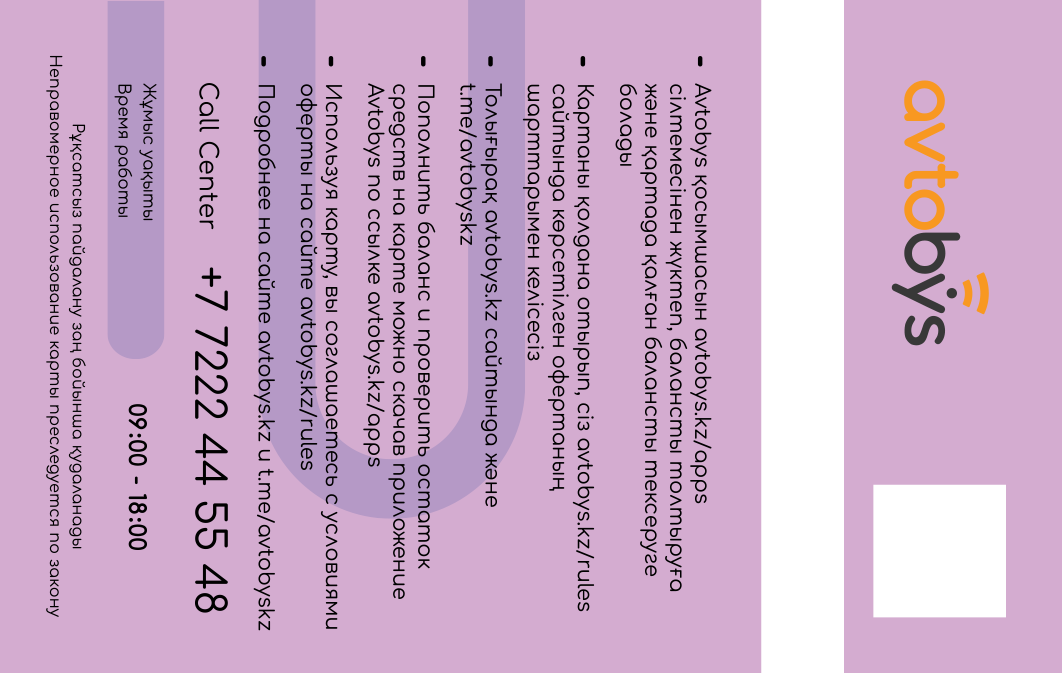 avtobys
- Avtobys қосымшасын avtobys.kz/apps
сілтемесінен жүктеп, балансты толтыруға
және қартада қалған балансты тексеруге
болады
- Картаны қолдана отырып, сіз avtobys.kz/rules
сайтында көрсетілген офертаның
шарттарымен келісесіз
- Толығырақ avtobys.kz сайтында және
t.me/avtobyskz
- Пополнить баланс и проверить остаток
средств на карте можно скачав приложение
Avtobys по ссылке avtobys.kz/apps
- Используя карту, вы соглашаетесь с условиями
оферты на сайте avtobys.kz/rules
- Подробнее на сайте avtobys.kz и t.me/avtobyskz
Call Center +7 7222 44 55 48
Жұмыс уақыты
Время работы 09:00 - 18:00
Рұқсатсыз пайдалану заң бойынша қудаланады
Неправомерное использование карты преследуется по закону